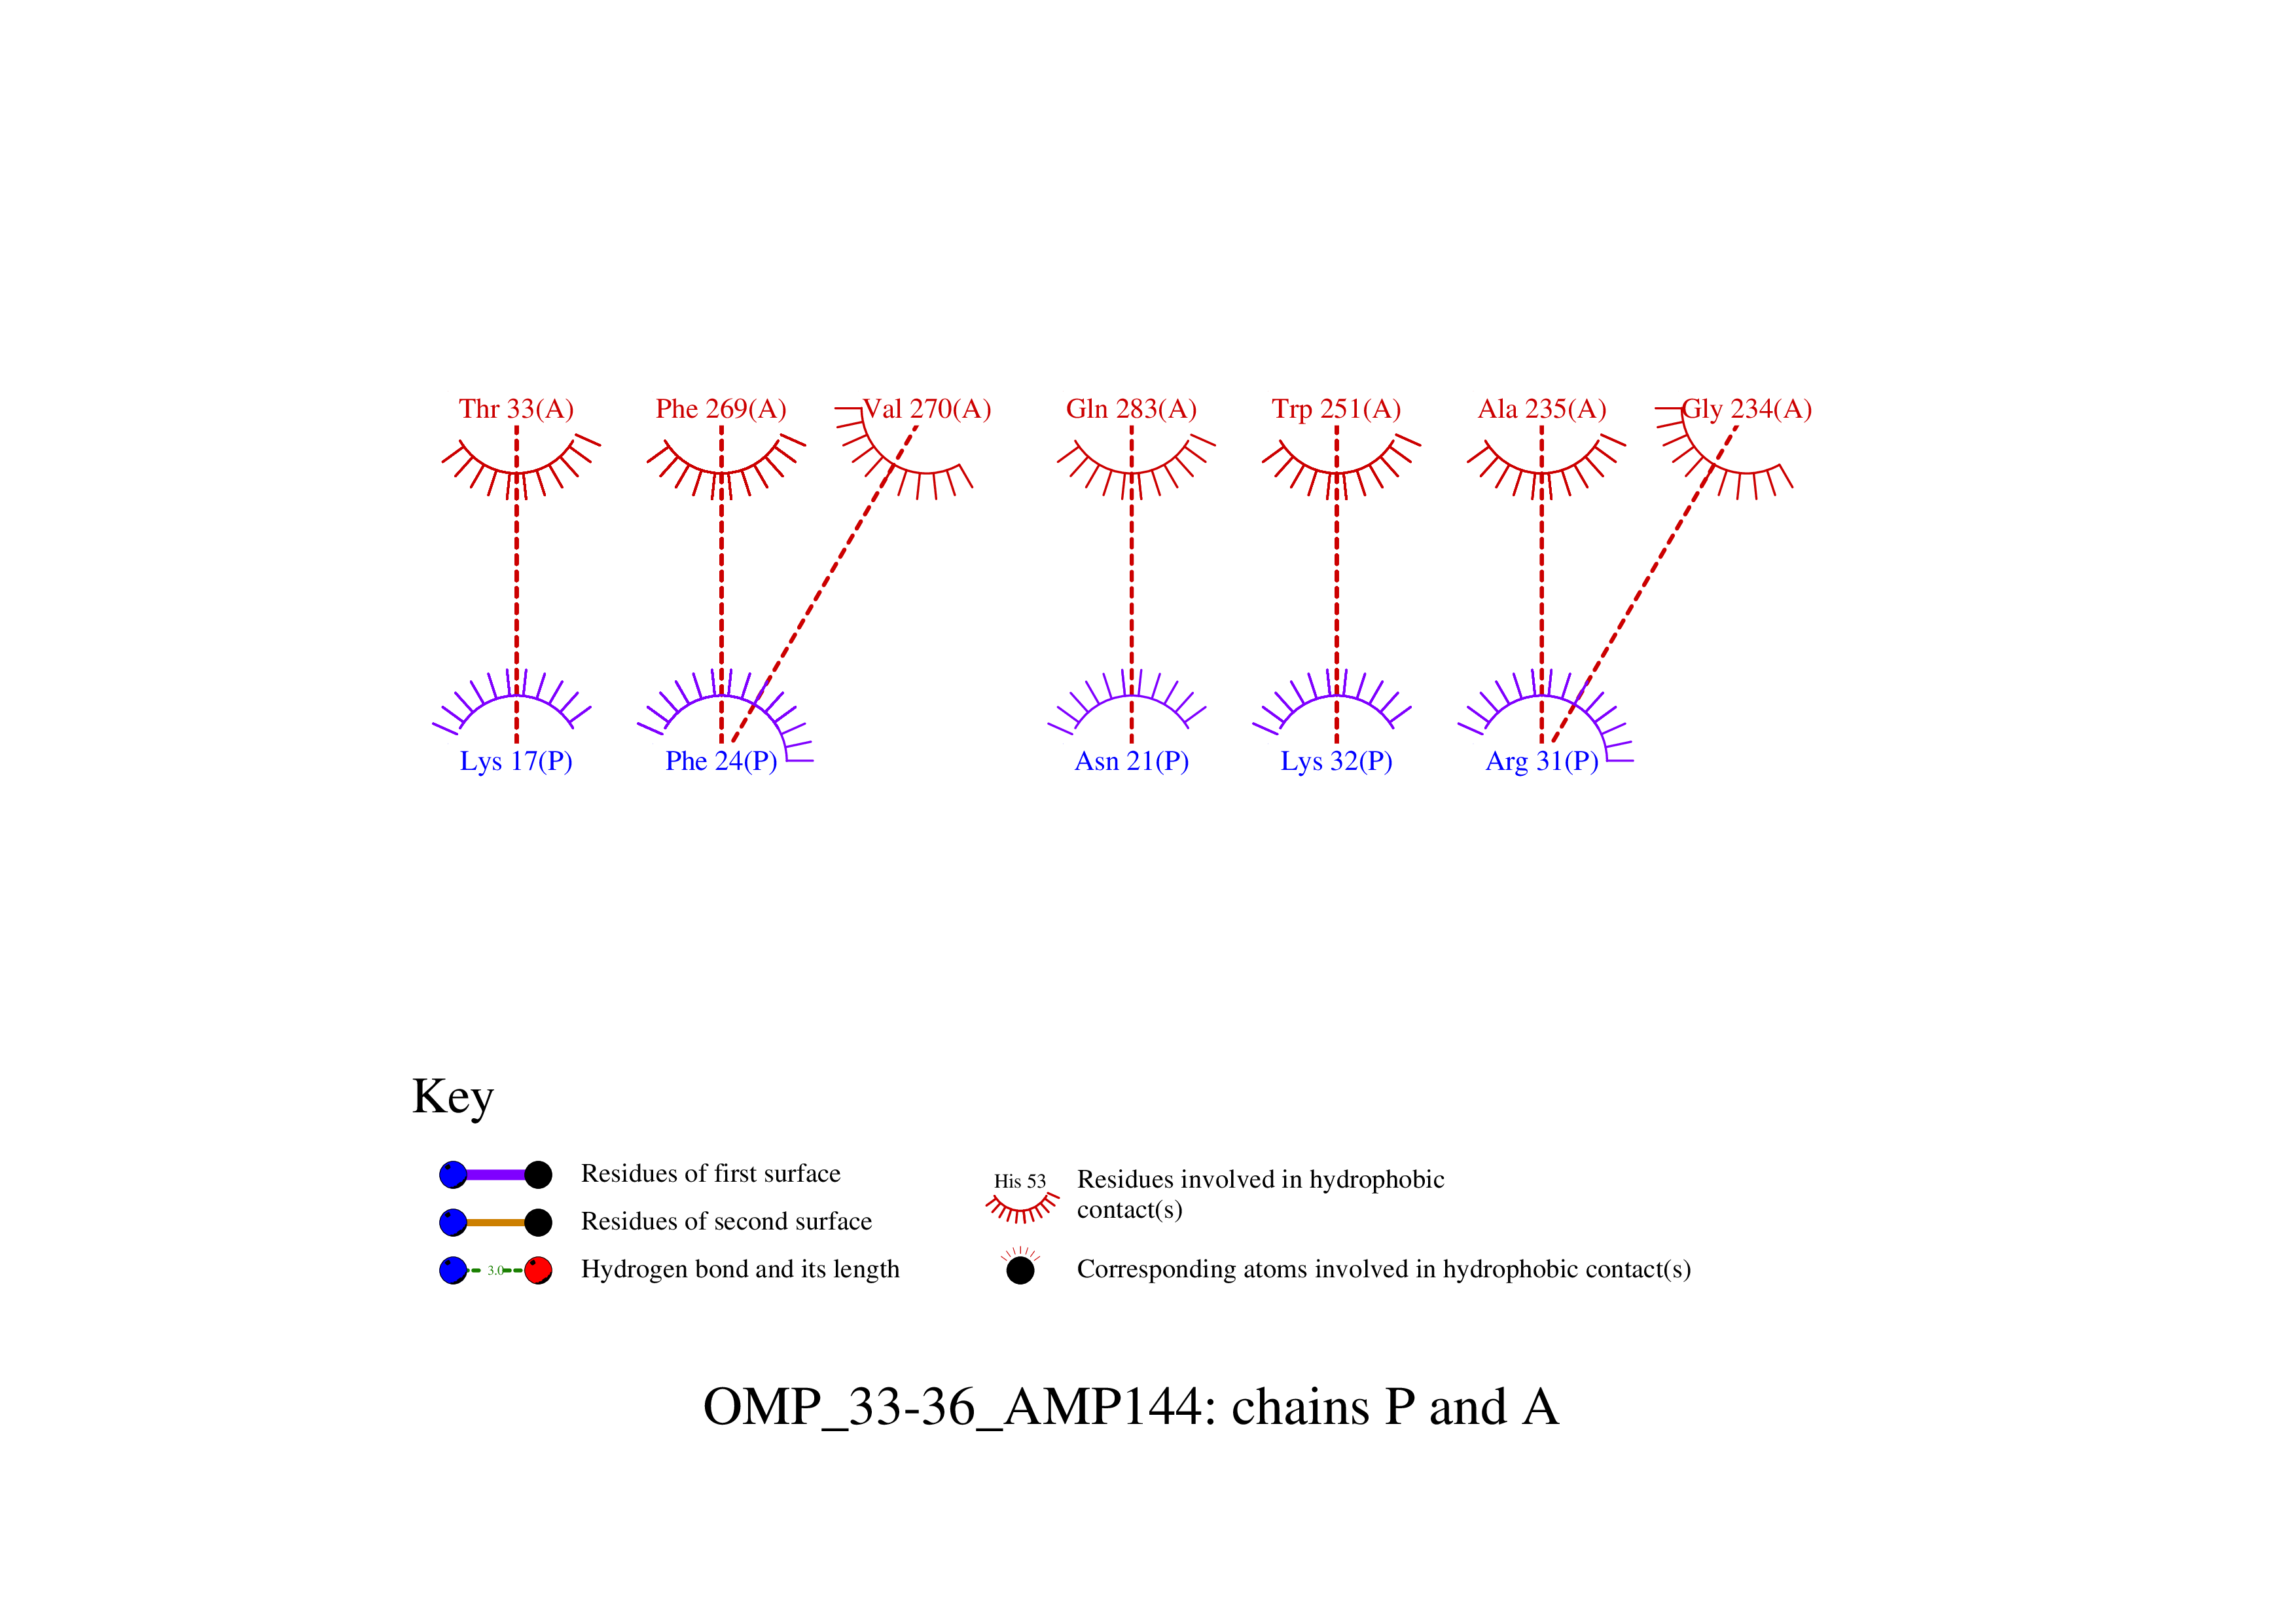 Thr 33(A) Phe 269(A) Val 270(A) Gln 283(A) Trp 251(A) Ala 235(A) Gly 234(A)
Lys 17(P) Phe 24(P) Asn 21(P) Lys 32(P) Arg 31(P)
Key
Residues of first surface
Residues of second surface
3.0 Hydrogen bond and its length
His 53 Residues involved in hydrophobic
contact(s)
Corresponding atoms involved in hydrophobic contact(s)
OMP_33-36_AMP144: chains P and A